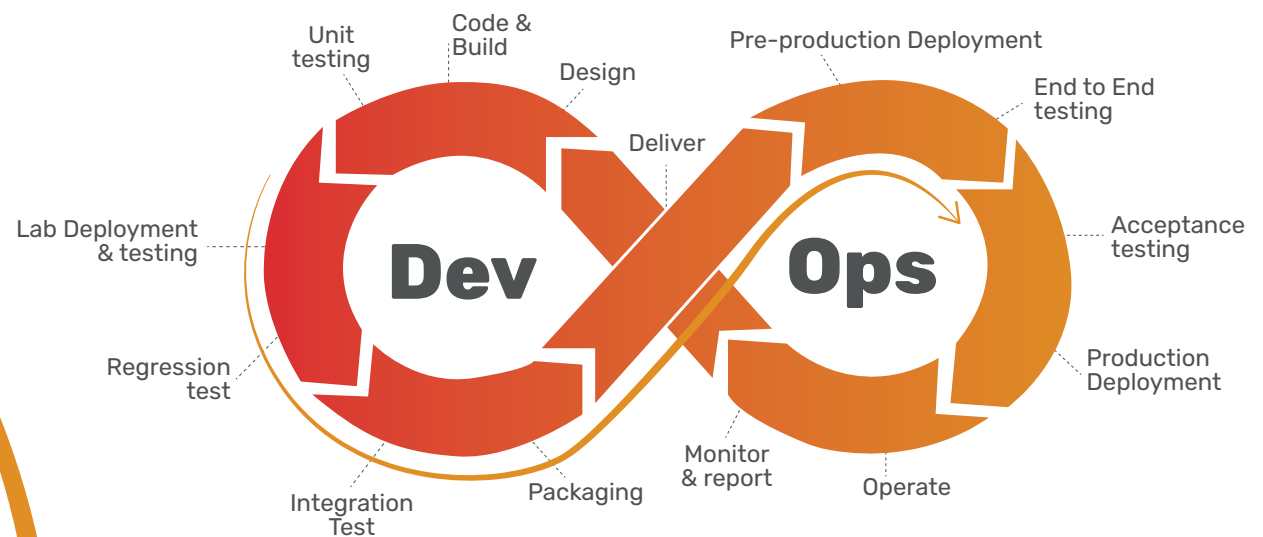 Code &
Build
Unit
testing
Design
Pre-production Deployment
End to End
testing
Deliver
Lab Deployment
& testing
Dev
Ops
Acceptance
testing
Regression
test
Production
Deployment
Monitor
& report
Integration
Test
Packaging
Operate